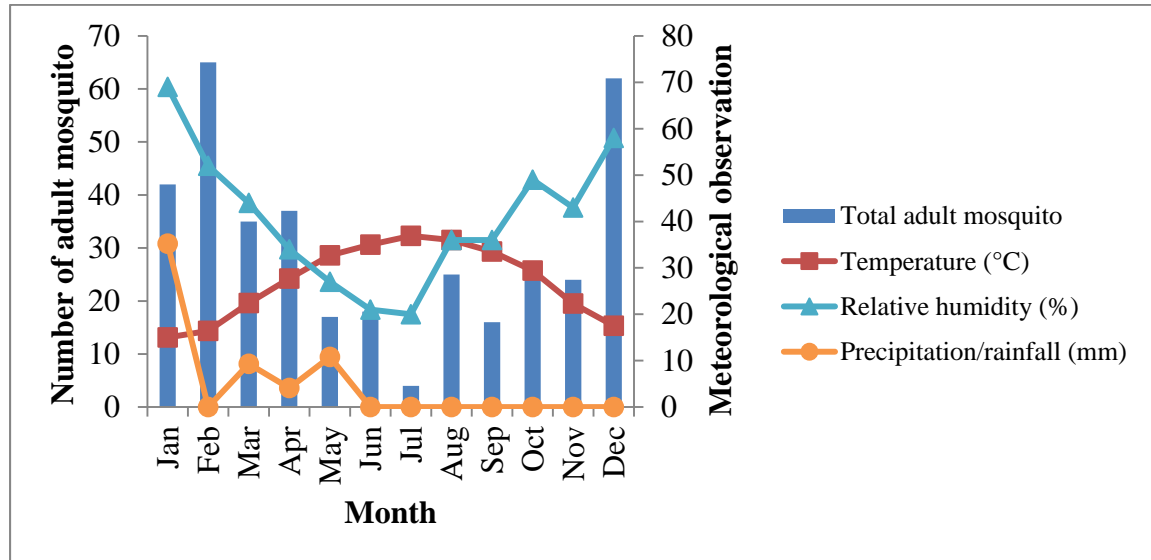 Number of adult mosquito
70
60
50
40
30
20
10
0
80
70
60
50
40
30
20
10
0
Meteorological observation
Jan
Feb
Mar
Apr
May
Jun
Jul
Aug
Sep
Oct
Nov
Dec
Month
Total adult mosquito
Temperature (°C)
Relative humidity (%)
Precipitation/rainfall (mm)